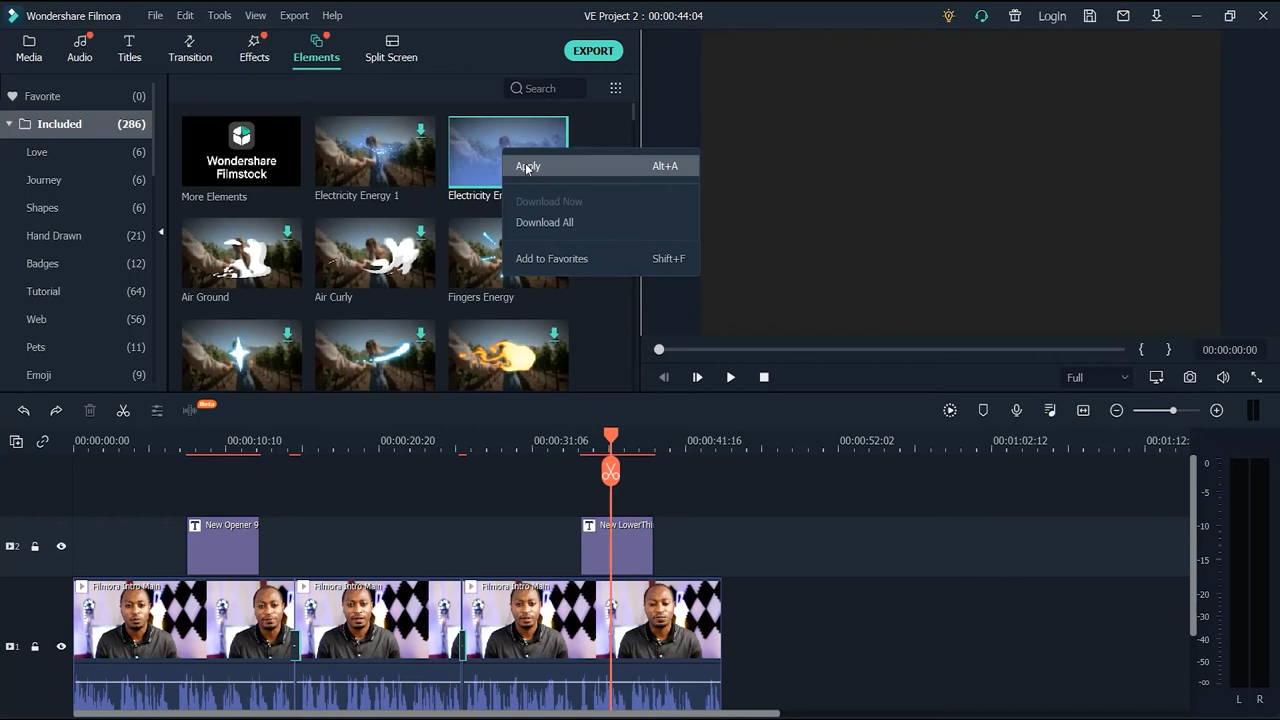 Wondershare Filmora File Edit Tools View Export Help VE Project 2 : 00:00:44:04 Login
Media Audio Titles Transition Effects Elements Split Screen EXPORT
Favorite (0)
Search
Included (286)
Love (6)
Journey (6)
Shapes (6)
Hand Drawn (21)
Badges (6)
Tutorial (64)
Web (56)
Pets (11)
Emoji (9)
Wondershare
Filmstock
More Elements
Electricity Energy 1
Electricity En
Apply Alt+A
Download Now
Download All
Add to Favorites Shift+F
Air Ground
Air Curly
Fingers Energy
{ } 00:00:00:00
Full
Beta
00:00:00:00 00:00:10:10 00:00:20:20 00:00:31:06 00:00:41:16 00:00:52:02 00:01:02:12 00:01:12:
T New Opener 9 T New LowerThi
2
Filmora Intro Main Filmora Intro Main Filmora Intro Main
1
0
-5
-10
-15
-20
-30
-40
-50
-∞
L R